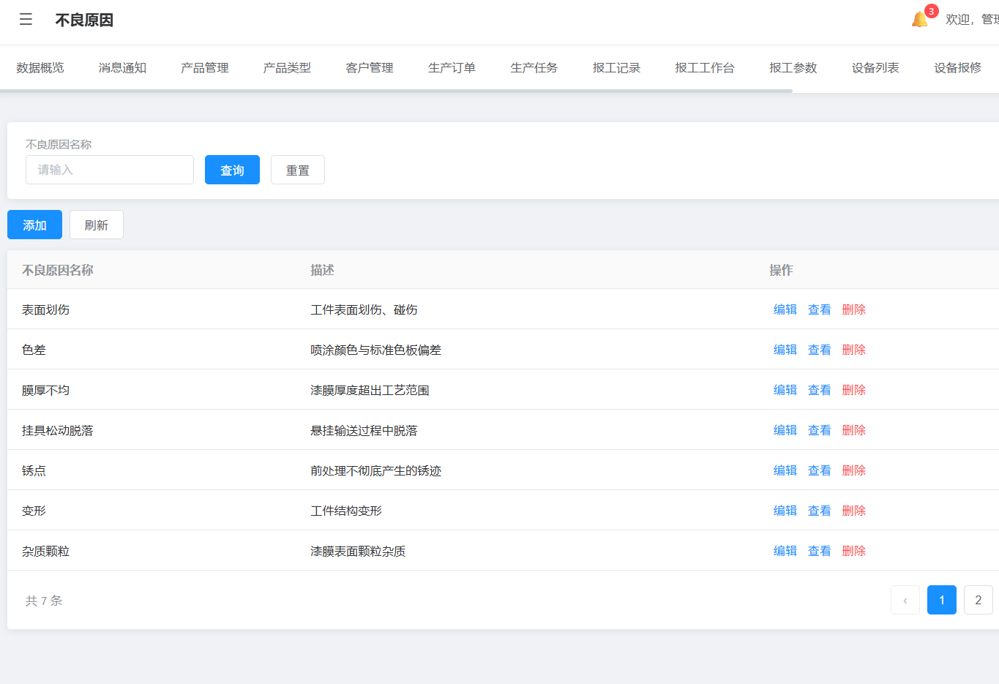 ☰ 不良原因 3 欢迎，管理
数据概览 消息通知 产品管理 产品类型 客户管理 生产订单 生产任务 报工记录 报工工作台 报工参数 设备列表 设备报修
不良原因名称
请输入 查询 重置
添加 刷新
不良原因名称 描述 操作
表面划伤 工件表面划伤、碰伤 编辑 查看 删除
色差 喷涂颜色与标准色板偏差 编辑 查看 删除
膜厚不均 漆膜厚度超出工艺范围 编辑 查看 删除
挂具松动脱落 悬挂输送过程中脱落 编辑 查看 删除
锈点 前处理不彻底产生的锈迹 编辑 查看 删除
变形 工件结构变形 编辑 查看 删除
杂质颗粒 漆膜表面颗粒杂质 编辑 查看 删除
共 7 条 ‹ 1 2